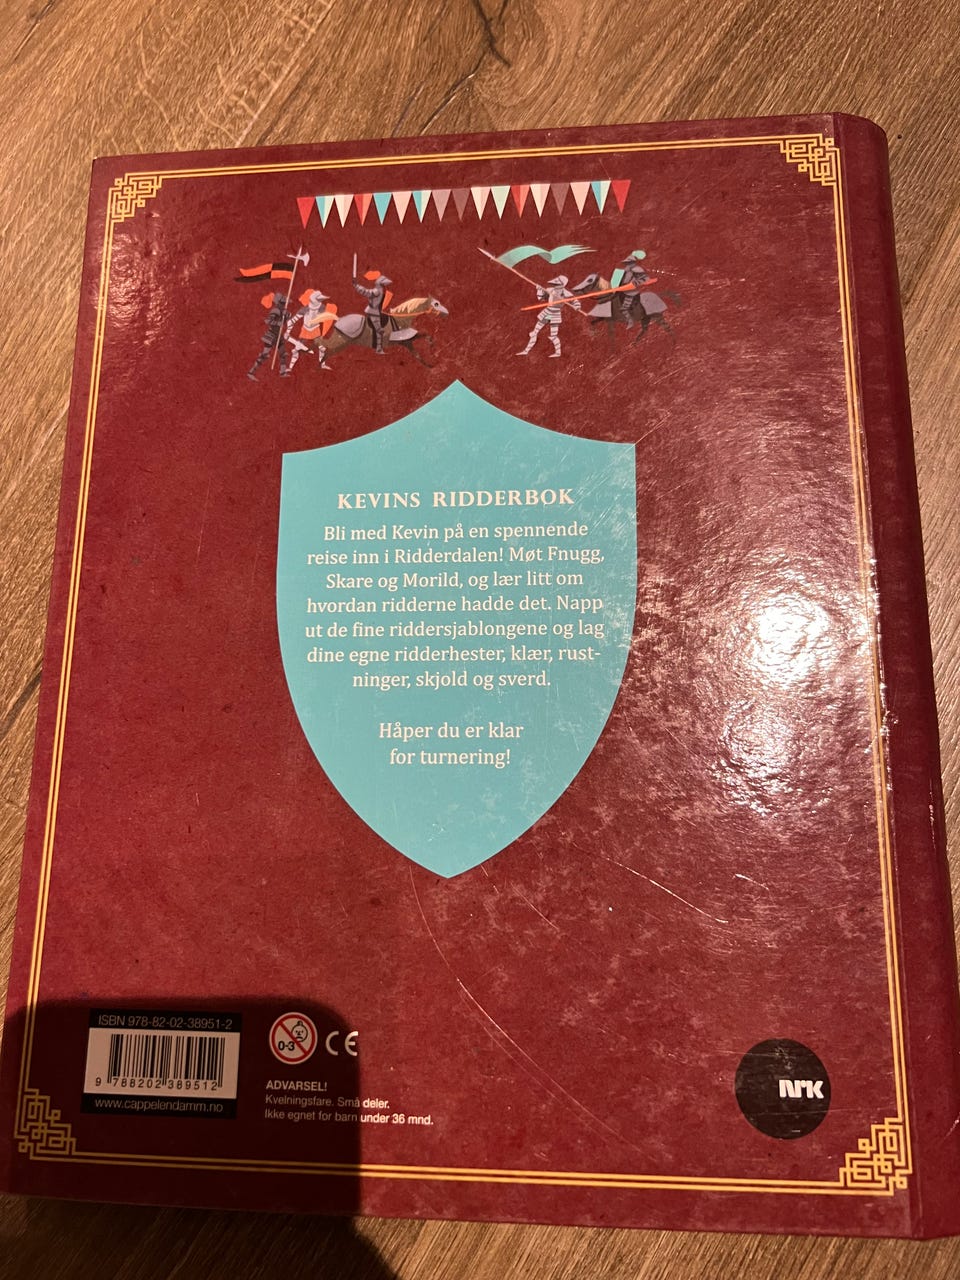 KEVINS RIDDERBOK
Bli med Kevin på en spennende
reise inn i Ridderdalen! Møt Fnugg,
Skare og Morild, og lær litt om
hvordan ridderne hadde det. Napp
ut de fine riddersjablongene og lag
dine egne ridderhester, klær, rust-
ninger, skjold og sverd.
Håper du er klar
for turnering!
ISBN 978-82-02-38951-2
9 788202 389512
www.cappelendamm.no
0-3
CE
ADVARSEL!
Kvelningsfare. Små deler.
Ikke egnet for barn under 36 mnd.
NRK